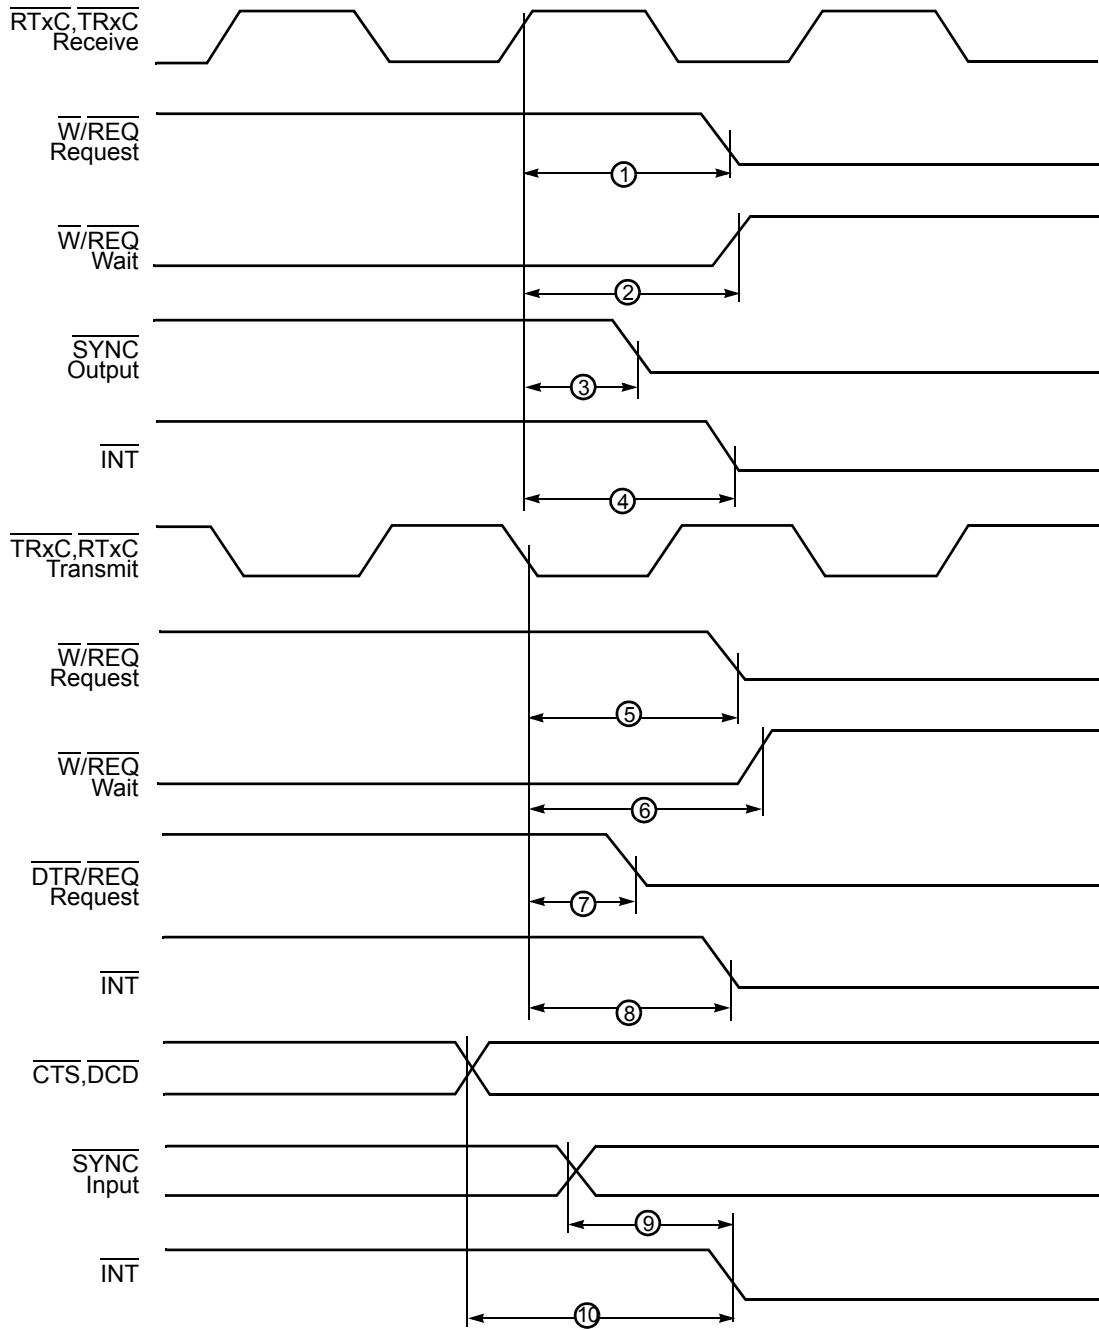 RTxC,TRxC
Receive
W/REQ
Request
1
W/REQ
Wait
2
SYNC
Output
3
INT
4
TRxC,RTxC
Transmit
W/REQ
Request
5
W/REQ
Wait
6
DTR/REQ
Request
7
INT
8
CTS,DCD
SYNC
Input
9
INT
10